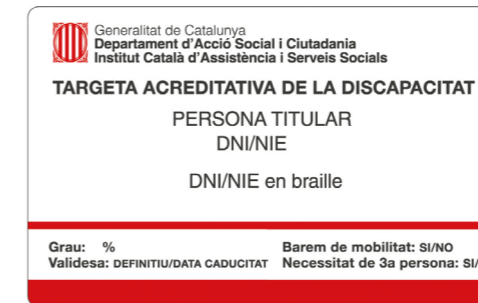 Generalitat de Catalunya
Departament d'Acció Social i Ciutadania
Institut Català d'Assistència i Serveis Socials
TARGETA ACREDITATIVA DE LA DISCAPACITAT
PERSONA TITULAR
DNI/NIE
DNI/NIE en braille
Grau: % Barem de mobilitat: SI/NO
Validesa: DEFINITIU/DATA CADUCITAT Necessitat de 3a persona: SI/